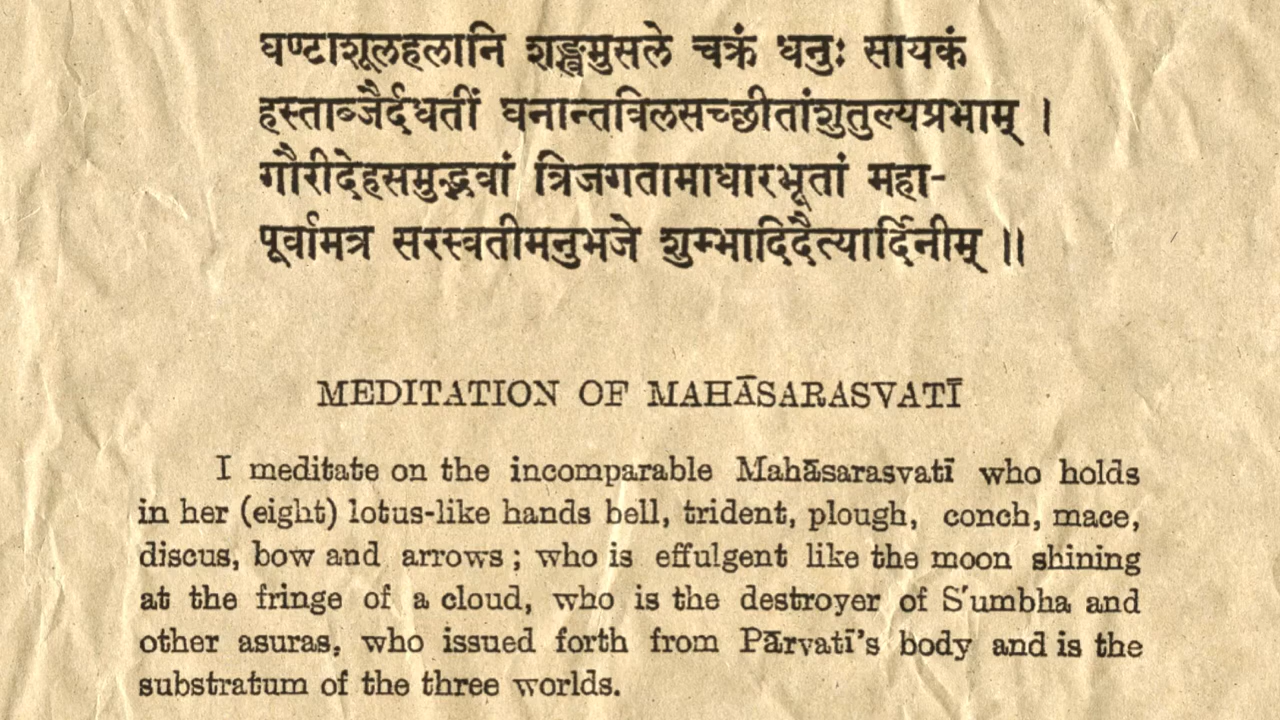 घण्टाशूलहलानि शङ्खमुसले चक्रं धनुः सायकं
हस्ताब्जैर्दधतीं घनान्तविलसच्छीतांशुतुल्यप्रभाम् ।
गौरीदेहसमुद्भवां त्रिजगतामाधारभूतां महा-
पूर्वामत्र सरस्वतीमनुभजे शुम्भादिदैत्यार्दिनीम् ॥
MEDITATION OF MAHĀSARASVATĪ
I meditate on the incomparable Mahāsarasvatī who holds
in her (eight) lotus-like hands bell, trident, plough, conch, mace,
discus, bow and arrows ; who is effulgent like the moon shining
at the fringe of a cloud, who is the destroyer of S'umbha and
other asuras, who issued forth from Pārvatī's body and is the
substratum of the three worlds.